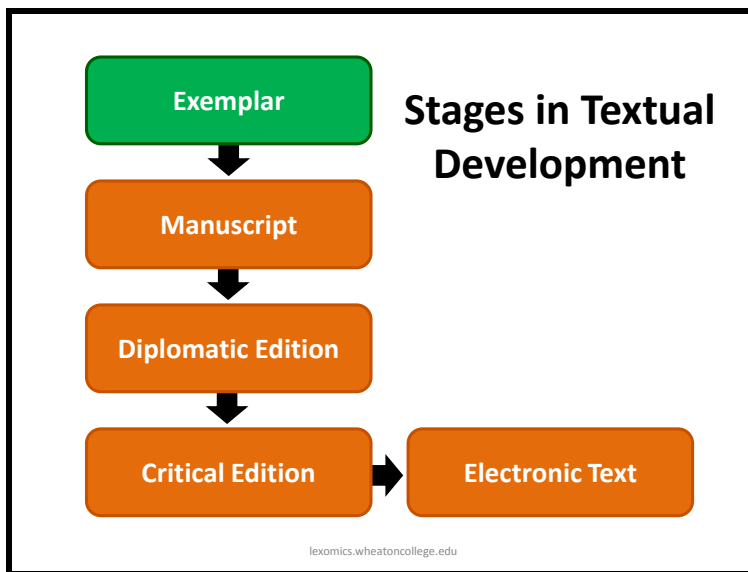 Exemplar
Stages in Textual
Development
Manuscript
Diplomatic Edition
Critical Edition
Electronic Text
lexomics.wheatoncollege.edu